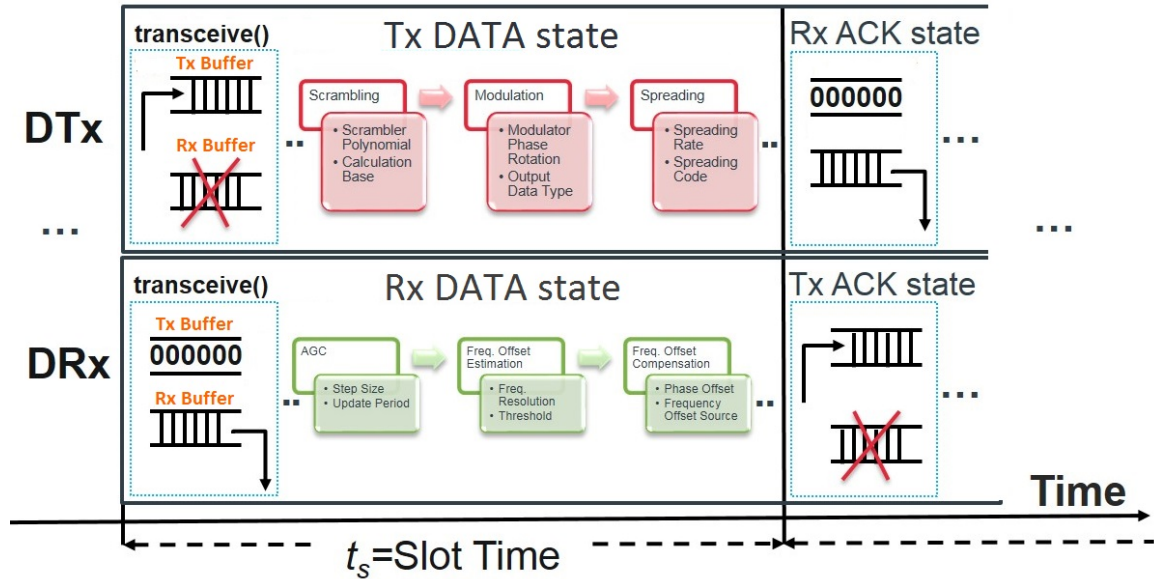 transceive()
Tx DATA state
Rx ACK state
Tx Buffer
Scrambling
Modulation
Spreading
000000
DTx
Rx Buffer
..
• Scrambler
Polynomial
• Calculation
Base
• Modulator
Phase
Rotation
• Output
Data Type
• Spreading
Rate
• Spreading
Code
..
...
...
...
transceive()
Rx DATA state
Tx ACK state
Tx Buffer
000000
AGC
Freq. Offset
Estimation
Freq. Offset
Compensation
DRx
Rx Buffer
..
• Step Size
• Update Period
• Freq.
Resolution
• Threshold
• Phase Offset
• Frequency
Offset Source
..
...
Time
ts=Slot Time